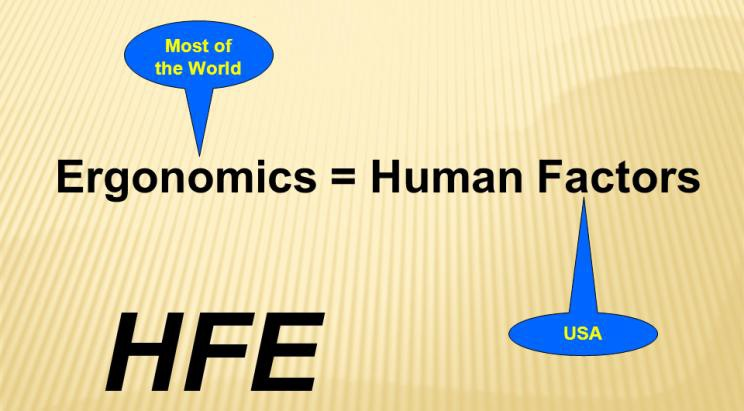 Most of
the World
Ergonomics = Human Factors
HFE
USA